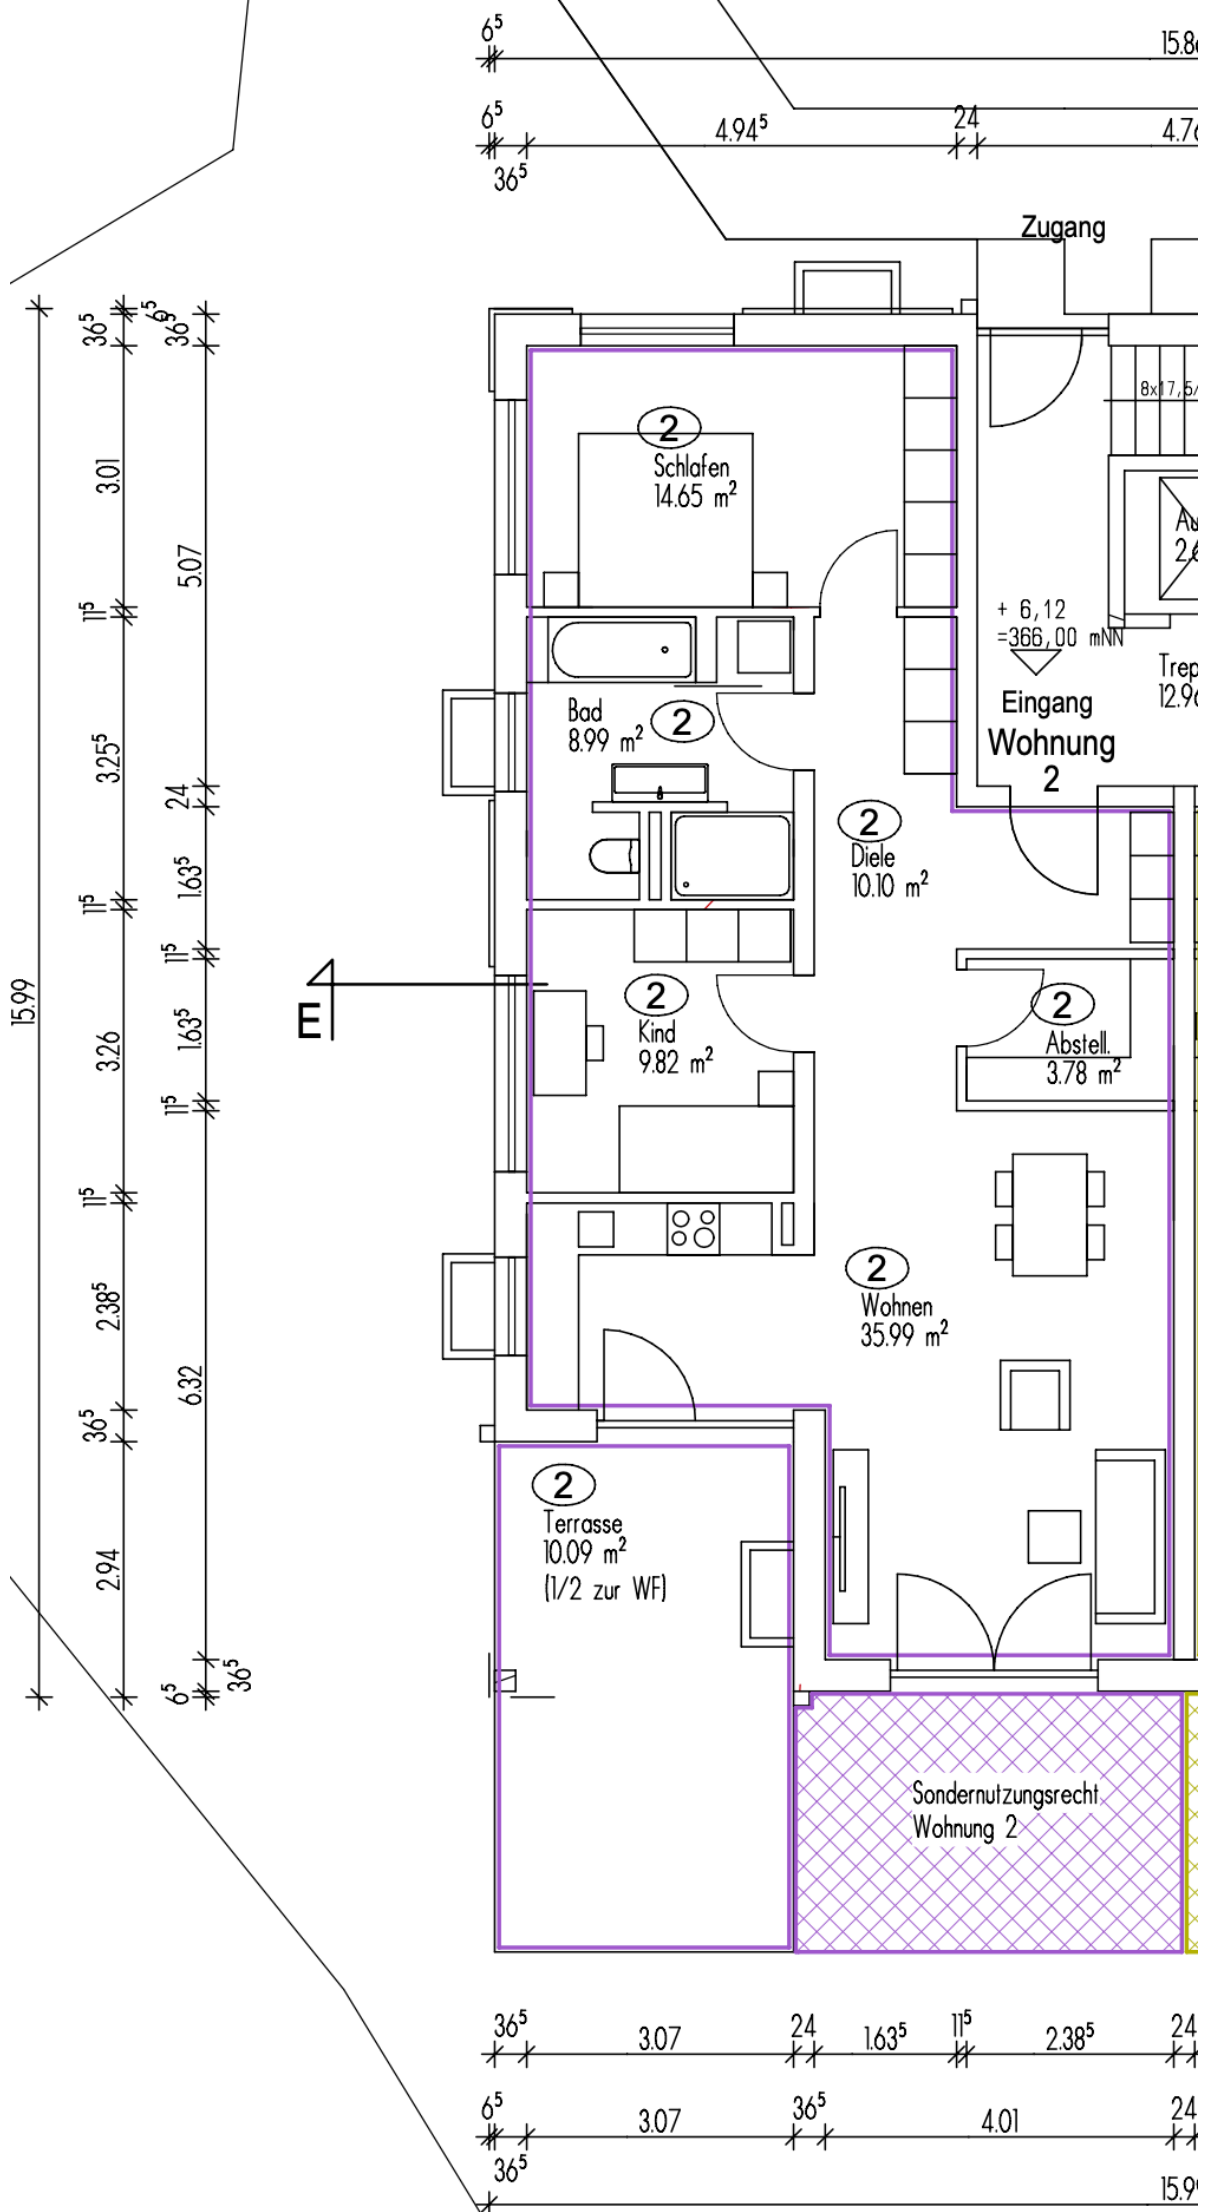 6⁵
15.8
6⁵
4.94⁵
24
4.7
36⁵
Zugang
36⁵
6⁵
36⁵
8x17,5/
2
Schlafen
14.65 m²
3.01
5.07
Au
2.6
11⁵
+ 6,12
=366,00 mNN
Trep
12.96
Eingang
Wohnung
2
Bad
8.99 m²
2
3.25⁵
24
2
Diele
10.10 m²
1.63⁵
11⁵
11⁵
15.99
E
2
Kind
9.82 m²
2
Abstell.
3.78 m²
1.63⁵
3.26
11⁵
11⁵
2
Wohnen
35.99 m²
2.38⁵
6.32
36⁵
2
Terrasse
10.09 m²
(1/2 zur WF)
2.94
36⁵
6⁵
Sondernutzungsrecht
Wohnung 2
36⁵
3.07
24
1.63⁵
11⁵
2.38⁵
24
6⁵
3.07
36⁵
4.01
24
36⁵
15.9